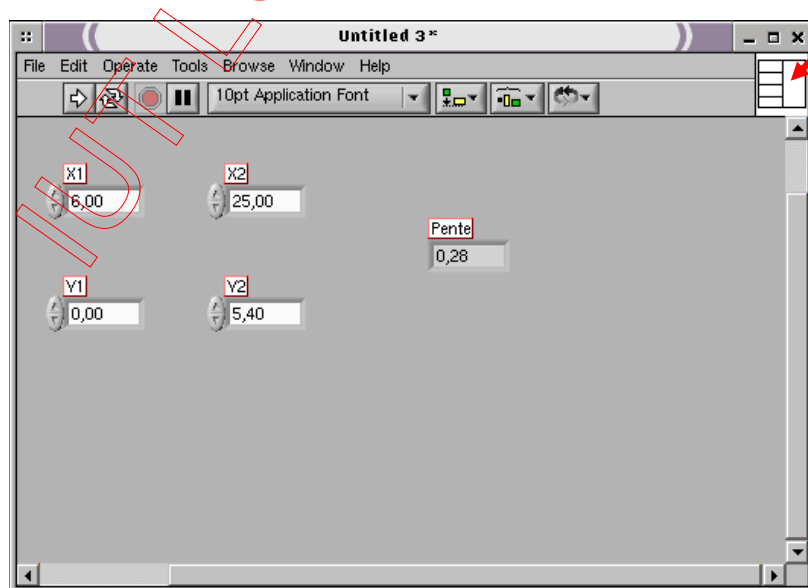 Untitled 3*
File Edit Operate Tools Browse Window Help
10pt Application Font
X1
6,00
X2
25,00
Pente
0,28
Y1
0,00
Y2
5,40